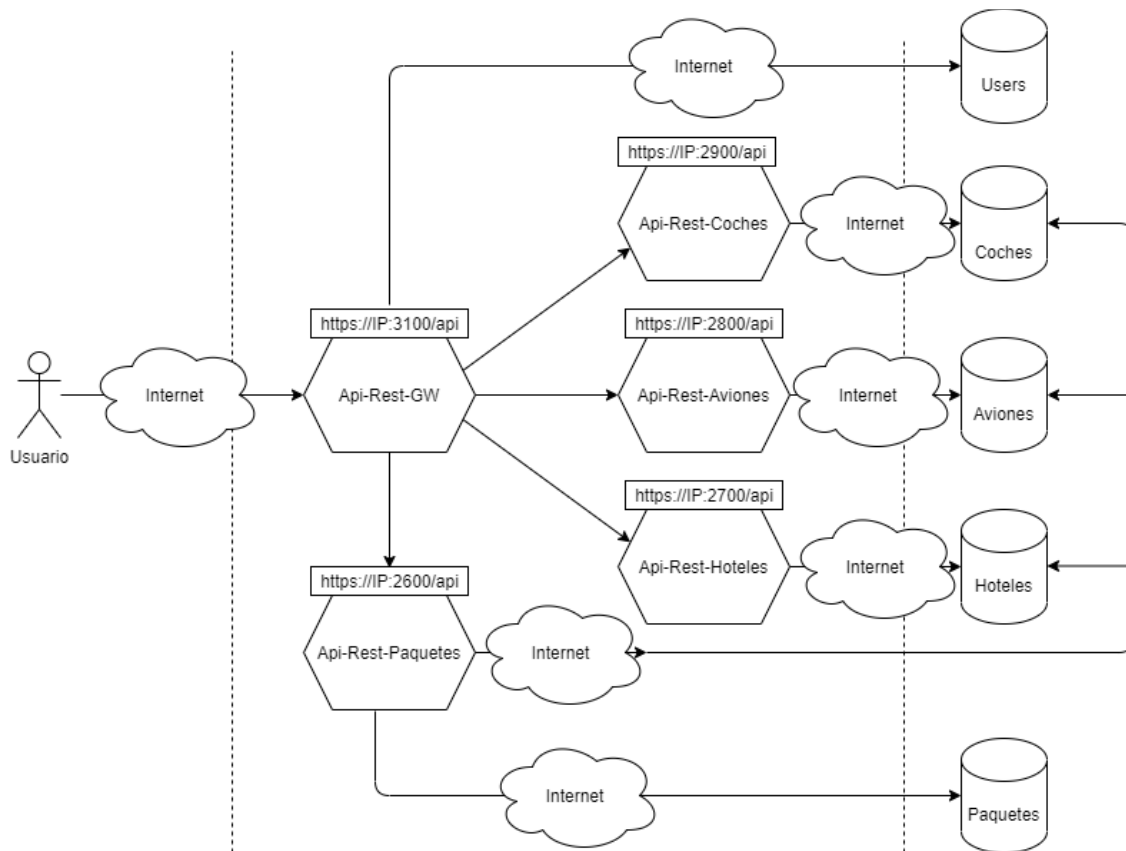 Internet
Users
https://IP:2900/api
Api-Rest-Coches
Internet
Coches
https://IP:3100/api
https://IP:2800/api
Usuario
Internet
Api-Rest-GW
Api-Rest-Aviones
Internet
Aviones
https://IP:2700/api
Api-Rest-Hoteles
Internet
Hoteles
https://IP:2600/api
Api-Rest-Paquetes
Internet
Internet
Paquetes